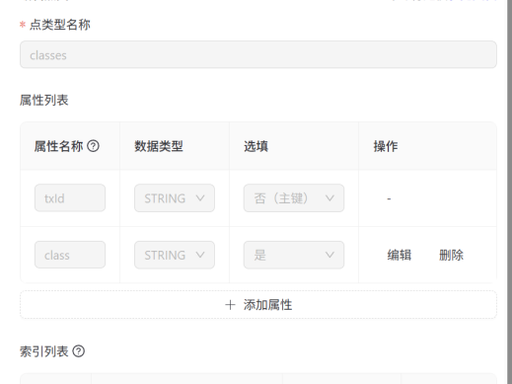 * 点类型名称
classes
属性列表
属性名称 数据类型 选填 操作
txId STRING 否（主键） -
class STRING 是 编辑 删除
+ 添加属性
索引列表